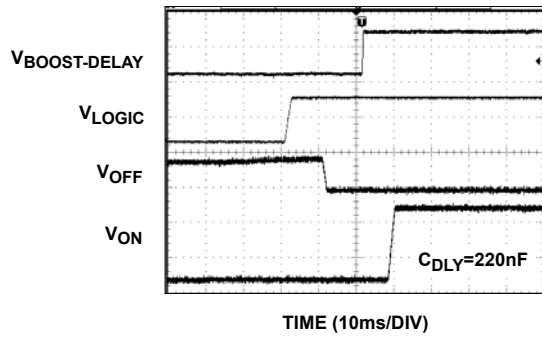 T
VBOOST-DELAY
VLOGIC
VOFF
VON
CDLY=220nF
TIME (10ms/DIV)